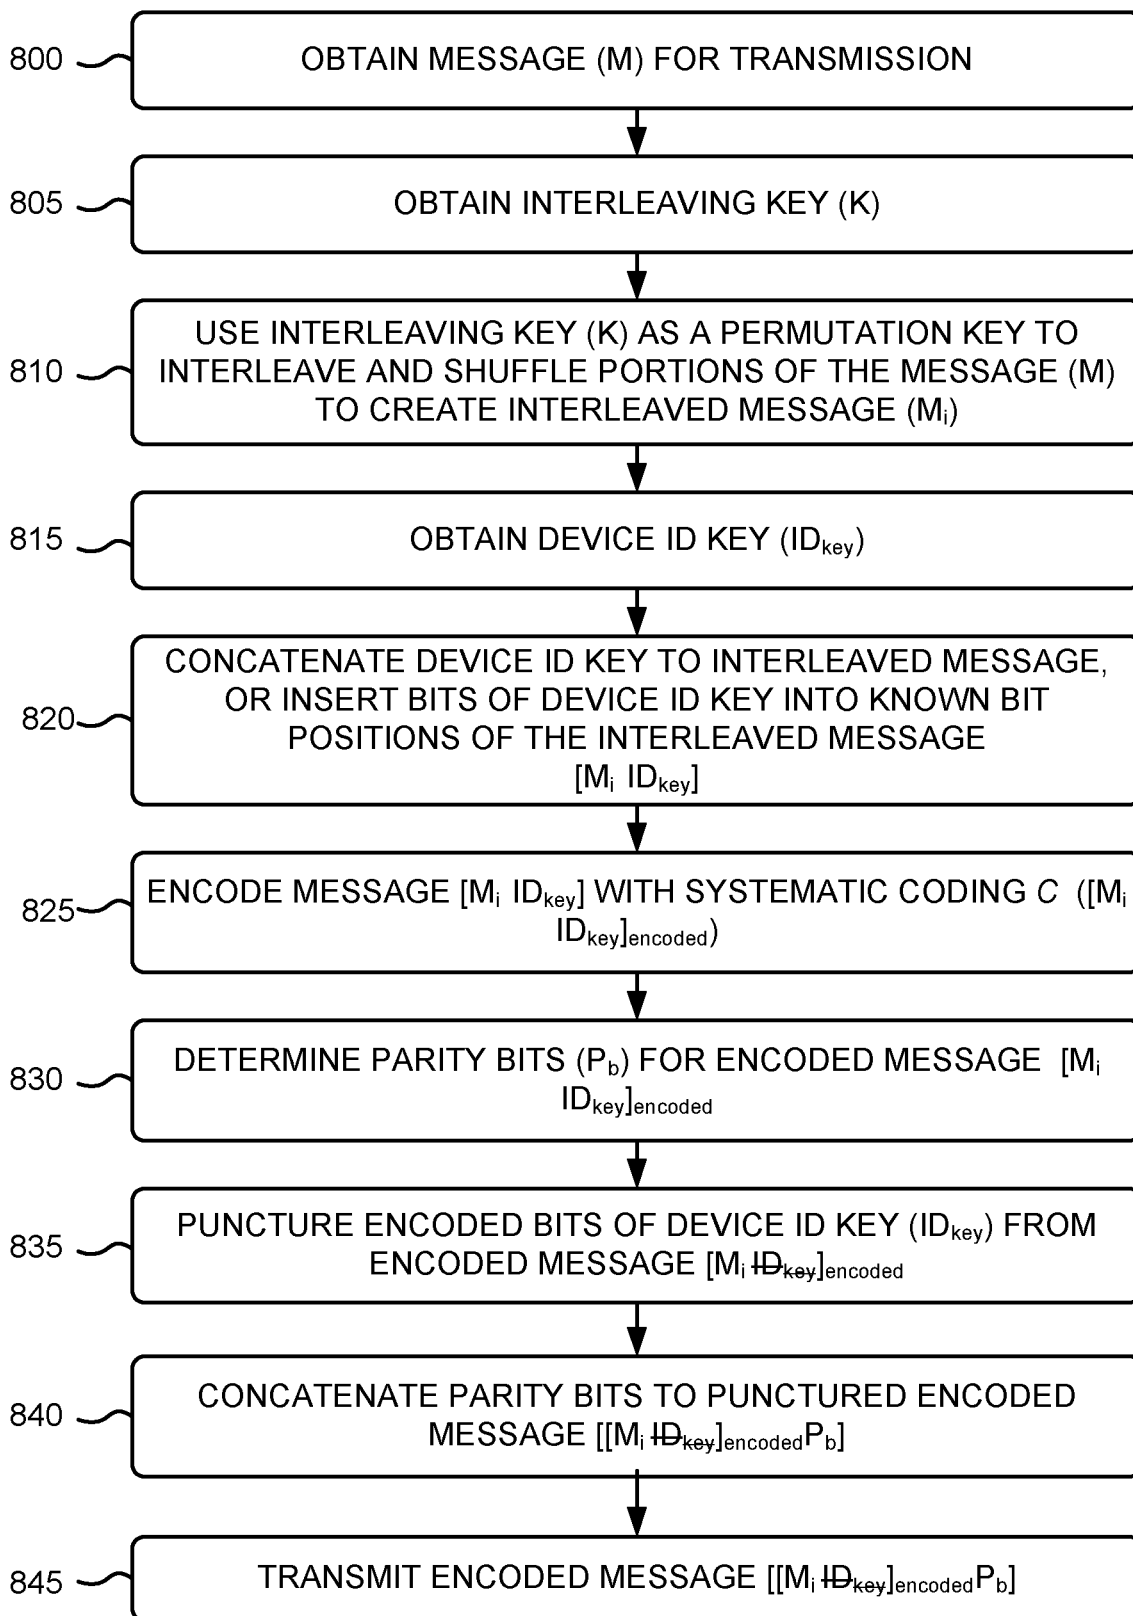 800
OBTAIN MESSAGE (M) FOR TRANSMISSION
805
OBTAIN INTERLEAVING KEY (K)
810
USE INTERLEAVING KEY (K) AS A PERMUTATION KEY TO
INTERLEAVE AND SHUFFLE PORTIONS OF THE MESSAGE (M)
TO CREATE INTERLEAVED MESSAGE (Mi)
815
OBTAIN DEVICE ID KEY (IDkey)
820
CONCATENATE DEVICE ID KEY TO INTERLEAVED MESSAGE,
OR INSERT BITS OF DEVICE ID KEY INTO KNOWN BIT
POSITIONS OF THE INTERLEAVED MESSAGE
[Mi IDkey]
825
ENCODE MESSAGE [Mi IDkey] WITH SYSTEMATIC CODING C ([Mi
IDkey]encoded)
830
DETERMINE PARITY BITS (Pb) FOR ENCODED MESSAGE [Mi
IDkey]encoded
835
PUNCTURE ENCODED BITS OF DEVICE ID KEY (IDkey) FROM
ENCODED MESSAGE [Mi IDkey]encoded
840
CONCATENATE PARITY BITS TO PUNCTURED ENCODED
MESSAGE [[Mi IDkey]encodedPb]
845
TRANSMIT ENCODED MESSAGE [[Mi IDkey]encodedPb]